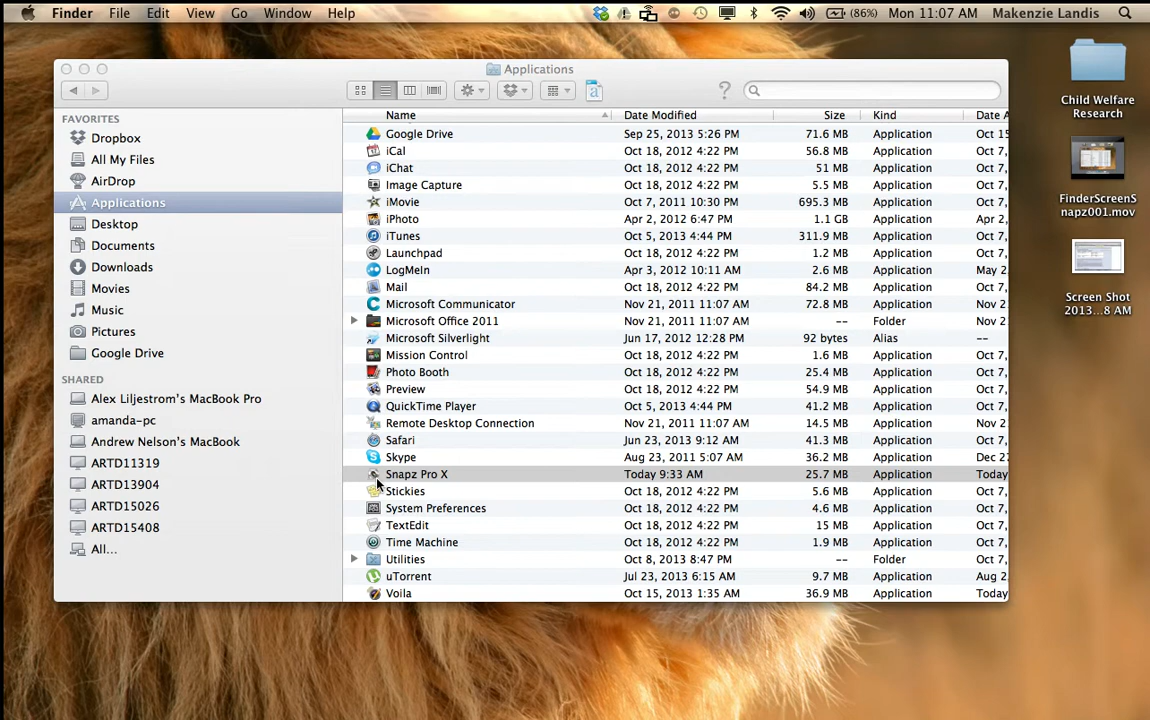 Finder File Edit View Go Window Help (86%) Mon 11:07 AM Makenzie Landis
Applications
FAVORITES
Dropbox
All My Files
AirDrop
Applications
Desktop
Documents
Downloads
Movies
Music
Pictures
Google Drive
SHARED
Alex Liljestrom's MacBook Pro
amanda-pc
Andrew Nelson's MacBook
ARTD11319
ARTD13904
ARTD15026
ARTD15408
All...
Name Date Modified Size Kind Date A
Google Drive Sep 25, 2013 5:26 PM 71.6 MB Application Oct 15
iCal Oct 18, 2012 4:22 PM 56.8 MB Application Oct 7,
iChat Oct 18, 2012 4:22 PM 51 MB Application Oct 7,
Image Capture Oct 18, 2012 4:22 PM 5.5 MB Application Oct 7,
iMovie Oct 7, 2011 10:30 PM 695.3 MB Application Oct 7,
iPhoto Apr 2, 2012 6:47 PM 1.1 GB Application Apr 2,
iTunes Oct 5, 2013 4:44 PM 311.9 MB Application Oct 7,
Launchpad Oct 18, 2012 4:22 PM 1.2 MB Application Oct 7,
LogMeIn Apr 3, 2012 10:11 AM 2.6 MB Application May 2
Mail Oct 18, 2012 4:22 PM 84.2 MB Application Oct 7,
Microsoft Communicator Nov 21, 2011 11:07 AM 72.8 MB Application Nov 2
Microsoft Office 2011 Nov 21, 2011 11:07 AM -- Folder Nov 2
Microsoft Silverlight Jun 17, 2012 12:28 PM 92 bytes Alias --
Mission Control Oct 18, 2012 4:22 PM 1.6 MB Application Oct 7,
Photo Booth Oct 18, 2012 4:22 PM 25.4 MB Application Oct 7,
Preview Oct 18, 2012 4:22 PM 54.9 MB Application Oct 7,
QuickTime Player Oct 5, 2013 4:44 PM 41.2 MB Application Oct 7,
Remote Desktop Connection Nov 21, 2011 11:07 AM 14.5 MB Application Nov 2
Safari Jun 23, 2013 9:12 AM 41.3 MB Application Oct 7,
Skype Aug 23, 2011 5:07 AM 36.2 MB Application Dec 27
Snapz Pro X Today 9:33 AM 25.7 MB Application Today
Stickies Oct 18, 2012 4:22 PM 5.6 MB Application Oct 7,
System Preferences Oct 18, 2012 4:22 PM 4.6 MB Application Oct 7,
TextEdit Oct 18, 2012 4:22 PM 15 MB Application Oct 7,
Time Machine Oct 18, 2012 4:22 PM 1.9 MB Application Oct 7,
Utilities Oct 8, 2013 8:47 PM -- Folder Oct 7,
uTorrent Jul 23, 2013 6:15 AM 9.7 MB Application Aug 2
Voila Oct 15, 2013 1:35 AM 36.9 MB Application Today
Child Welfare
Research
FinderScreenS
napz001.mov
Screen Shot
2013...8 AM